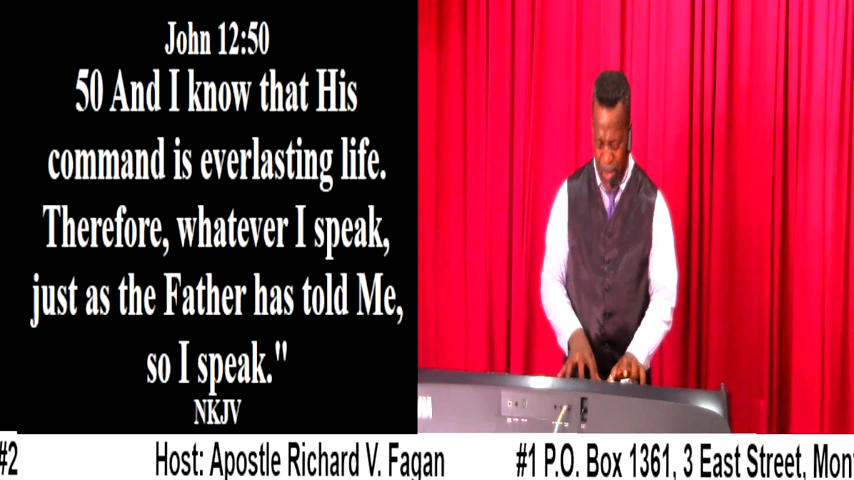 John 12:50
50 And I know that His
command is everlasting life.
Therefore, whatever I speak,
just as the Father has told Me,
so I speak."
NKJV
#2 Host: Apostle Richard V. Fagan #1 P.O. Box 1361, 3 East Street, Mon